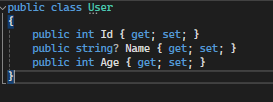 public class User
{
    public int Id { get; set; }
    public string? Name { get; set; }
    public int Age { get; set; }
}